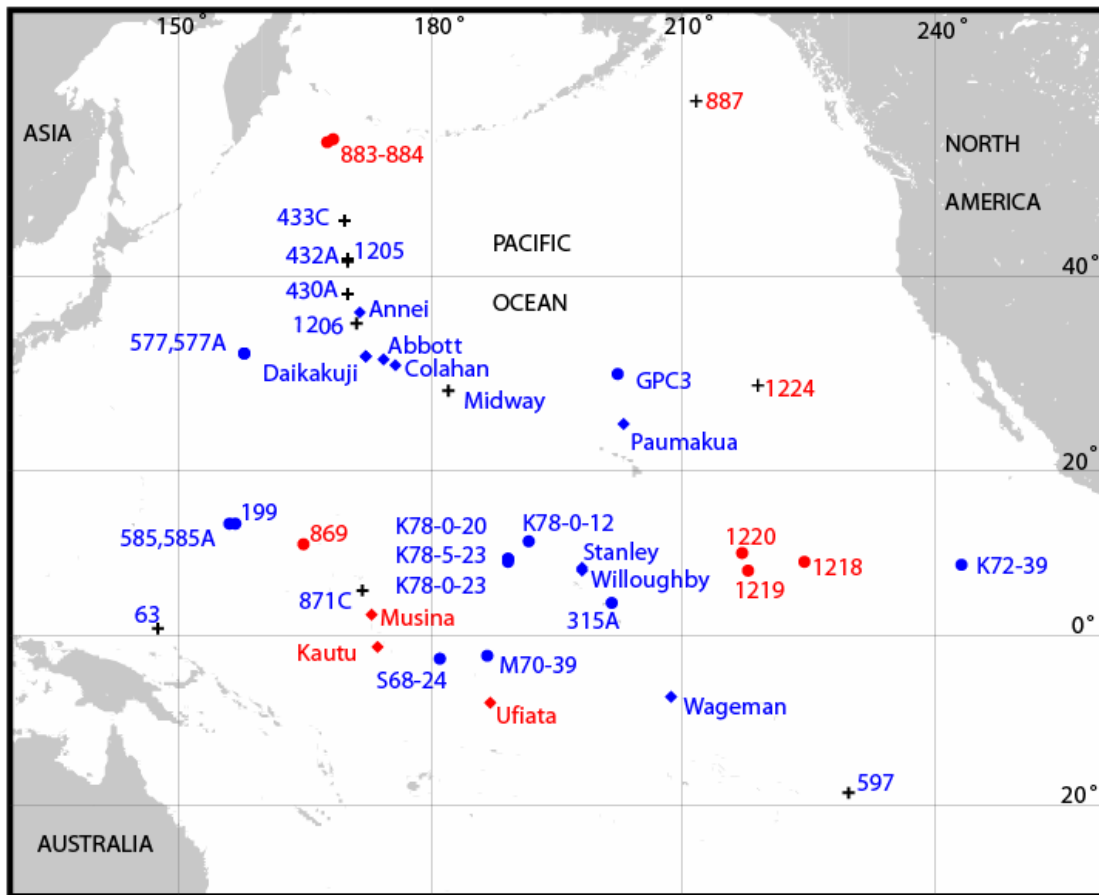 150° 180° 210° 240°
887
ASIA
NORTH
883-884
AMERICA
433C
PACIFIC
432A 1205
40°
430A
OCEAN
Annei
1206
577,577A
Abbott
Daikakuji
Colahan
GPC3
1224
Midway
Paumakua
20°
199
K78-0-20 K78-0-12
585,585A
869
1220
K78-5-23
Stanley
1218
K72-39
K78-0-23
Willoughby
1219
871C
63
Musina
315A
0°
Kautu
S68-24
M70-39
Ufiata
Wageman
597
20°
AUSTRALIA